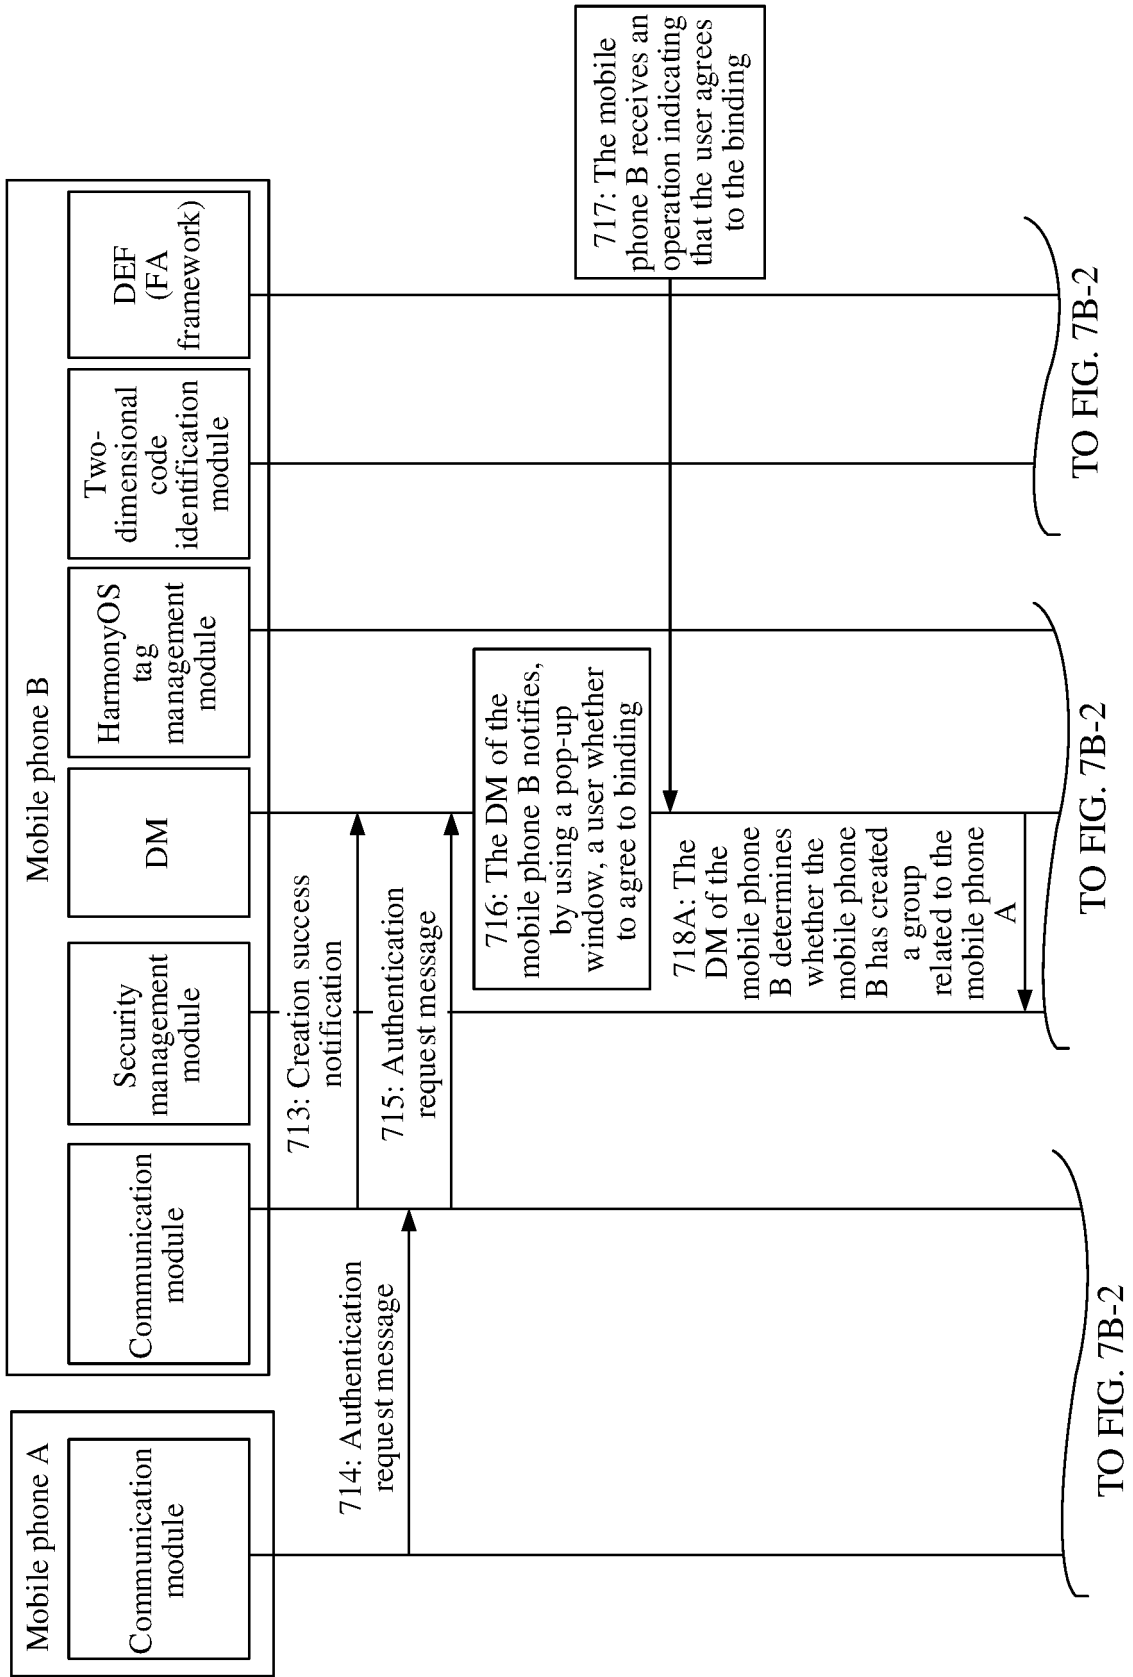 Mobile phone A
Communication
module
Mobile phone B
Communication
module
Security
management
module
DM
HarmonyOS
tag
management
module
Two-
dimensional
code
identification
module
DEF
(FA
framework)
713: Creation success
notification
714: Authentication
request message
715: Authentication
request message
716: The DM of the
mobile phone B notifies,
by using a pop-up
window, a user whether
to agree to binding
717: The mobile
phone B receives an
operation indicating
that the user agrees
to the binding
718A: The
DM of the
mobile phone
B determines
whether the
mobile phone
B has created
a group
related to the
mobile phone
A
TO FIG. 7B-2
TO FIG. 7B-2
TO FIG. 7B-2